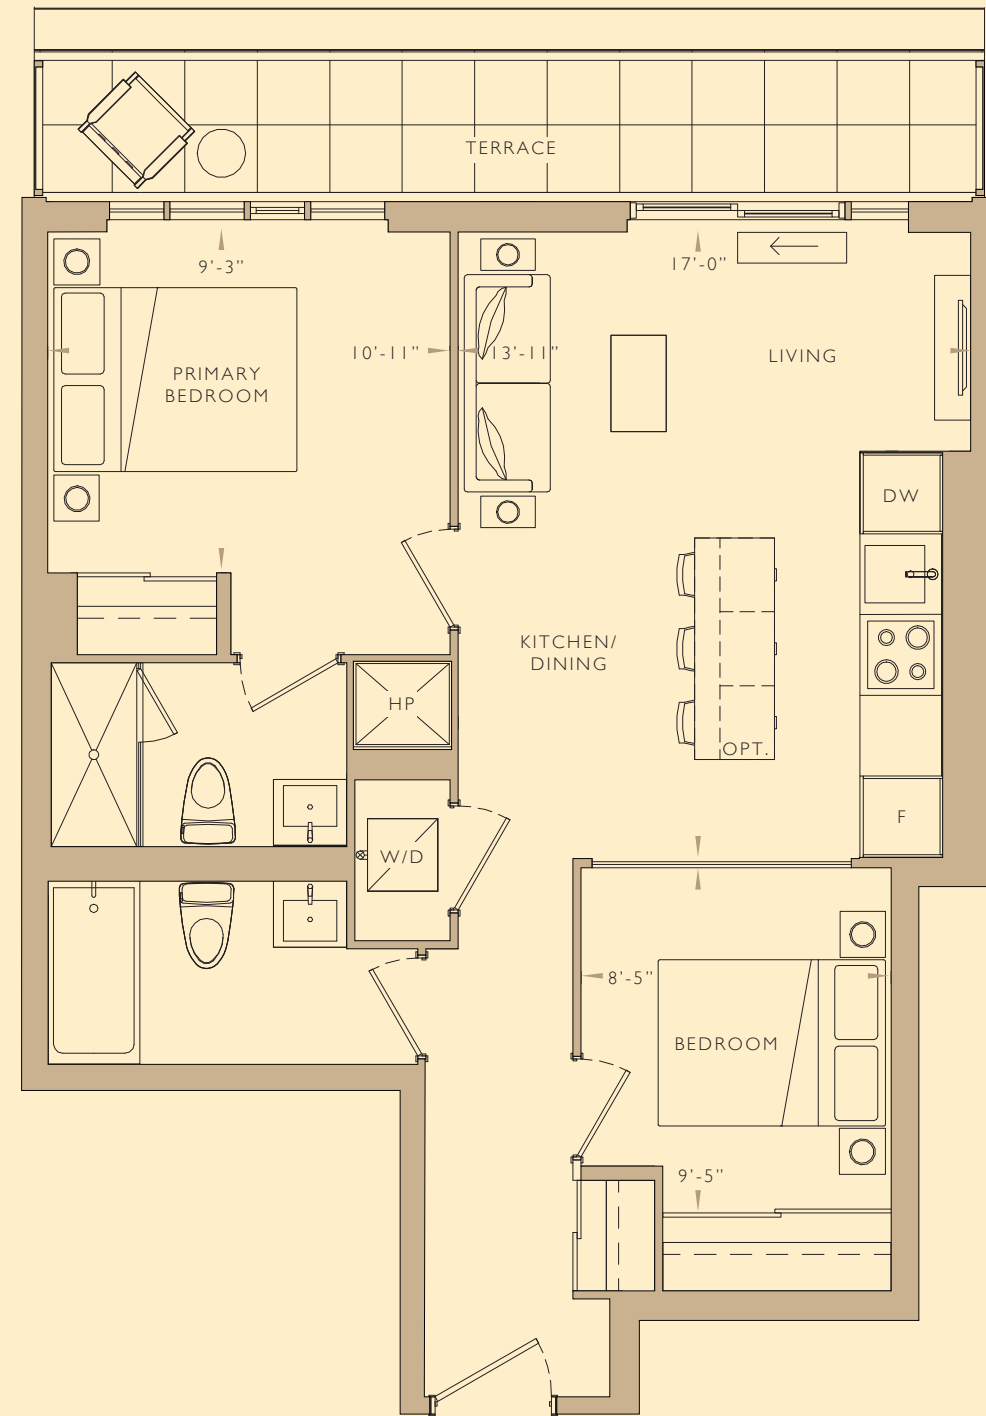 TERRACE
9'-3"
17'-0"
10'-11"
13'-11"
LIVING
PRIMARY
BEDROOM
DW
KITCHEN/
DINING
HP
OPT.
F
W/D
8'-5"
BEDROOM
9'-5"